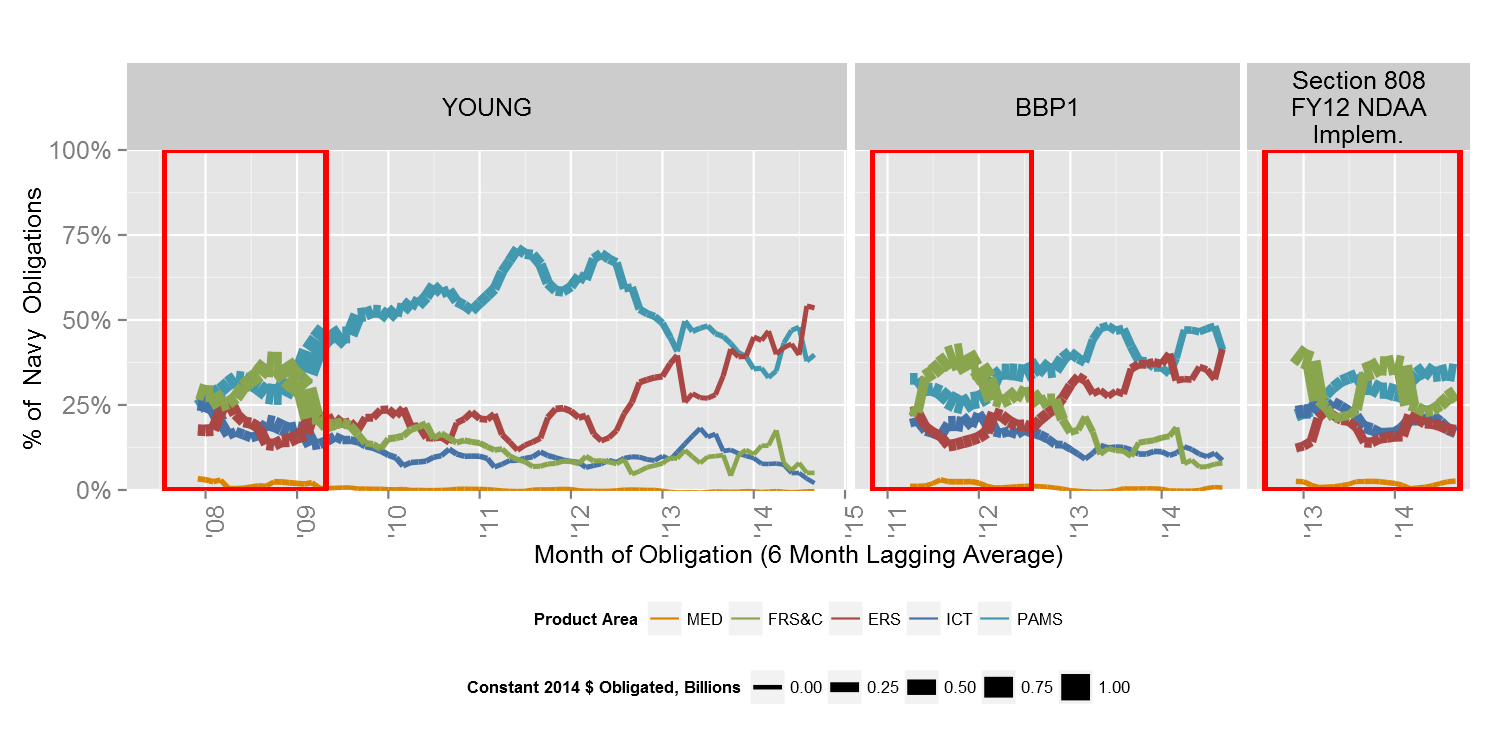 YOUNG
BBP1
Section 808
FY12 NDAA
Implem.
% of Navy Obligations
100%
75%
50%
25%
0%
'08
'09
'10
'11
'12
'13
'14
'15
'11
'12
'13
'14
'13
'14
Month of Obligation (6 Month Lagging Average)
Product Area MED FRS&C ERS ICT PAMS
Constant 2014 $ Obligated, Billions 0.00 0.25 0.50 0.75 1.00